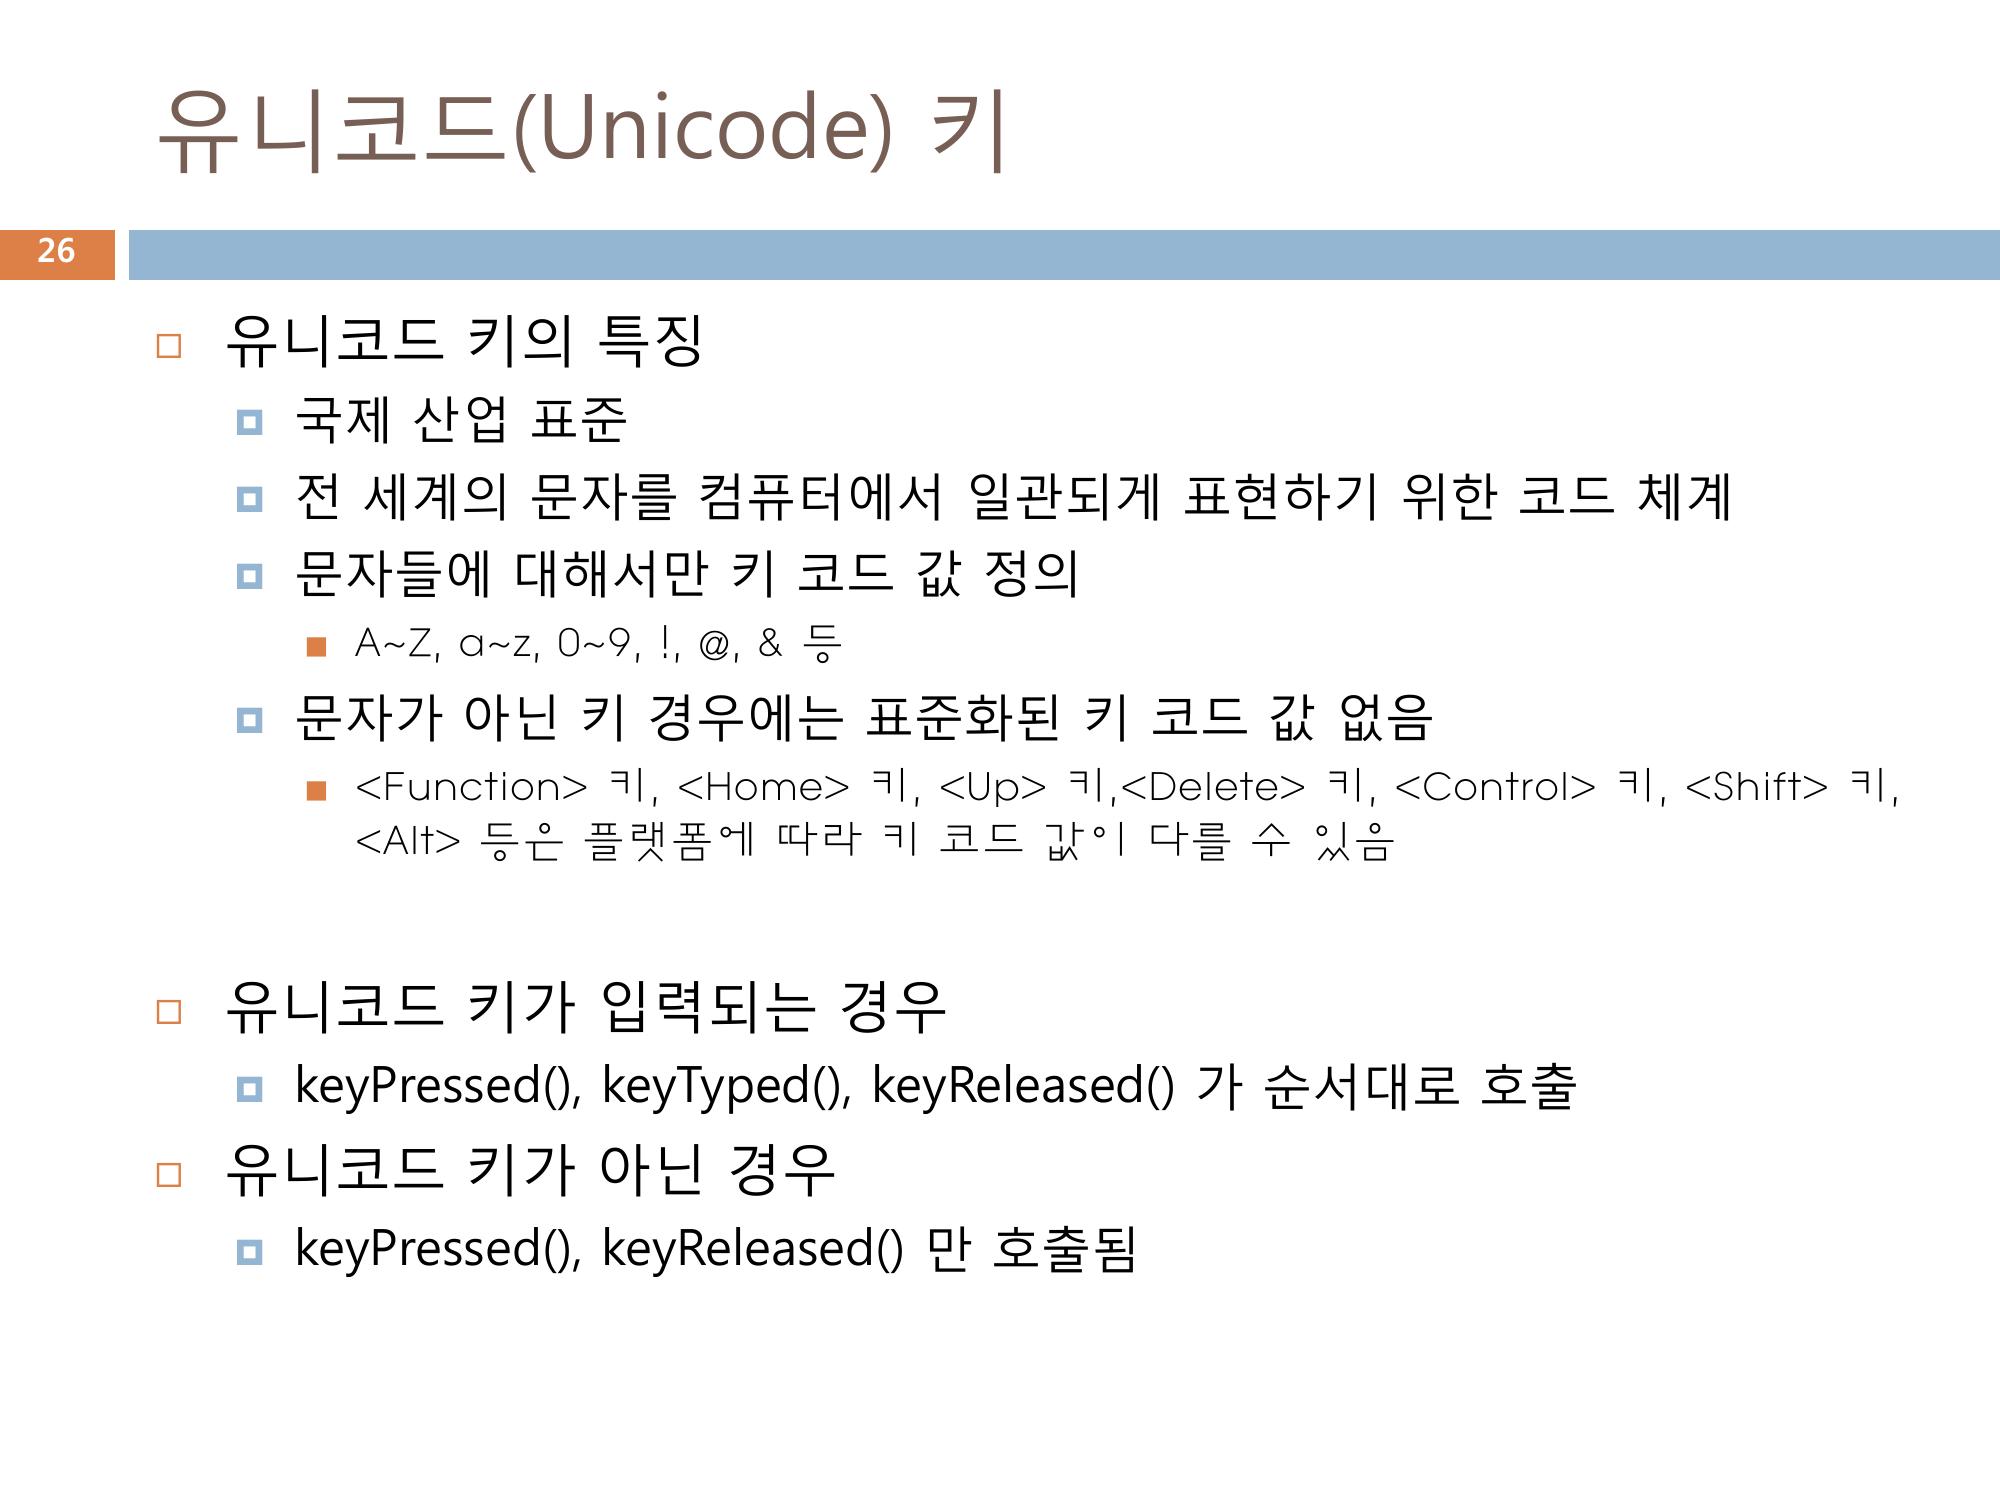 유니코드(Unicode) 키
26
유니코드 키의 특징
국제 산업 표준
전 세계의 문자를 컴퓨터에서 일관되게 표현하기 위한 코드 체계
문자들에 대해서만 키 코드 값 정의
A~Z, a~z, 0~9, !, @, & 등
문자가 아닌 키 경우에는 표준화된 키 코드 값 없음
<Function> 키, <Home> 키, <Up> 키,<Delete> 키, <Control> 키, <Shift> 키,
<Alt> 등은 플랫폼에 따라 키 코드 값이 다를 수 있음
유니코드 키가 입력되는 경우
keyPressed(), keyTyped(), keyReleased() 가 순서대로 호출
유니코드 키가 아닌 경우
keyPressed(), keyReleased() 만 호출됨